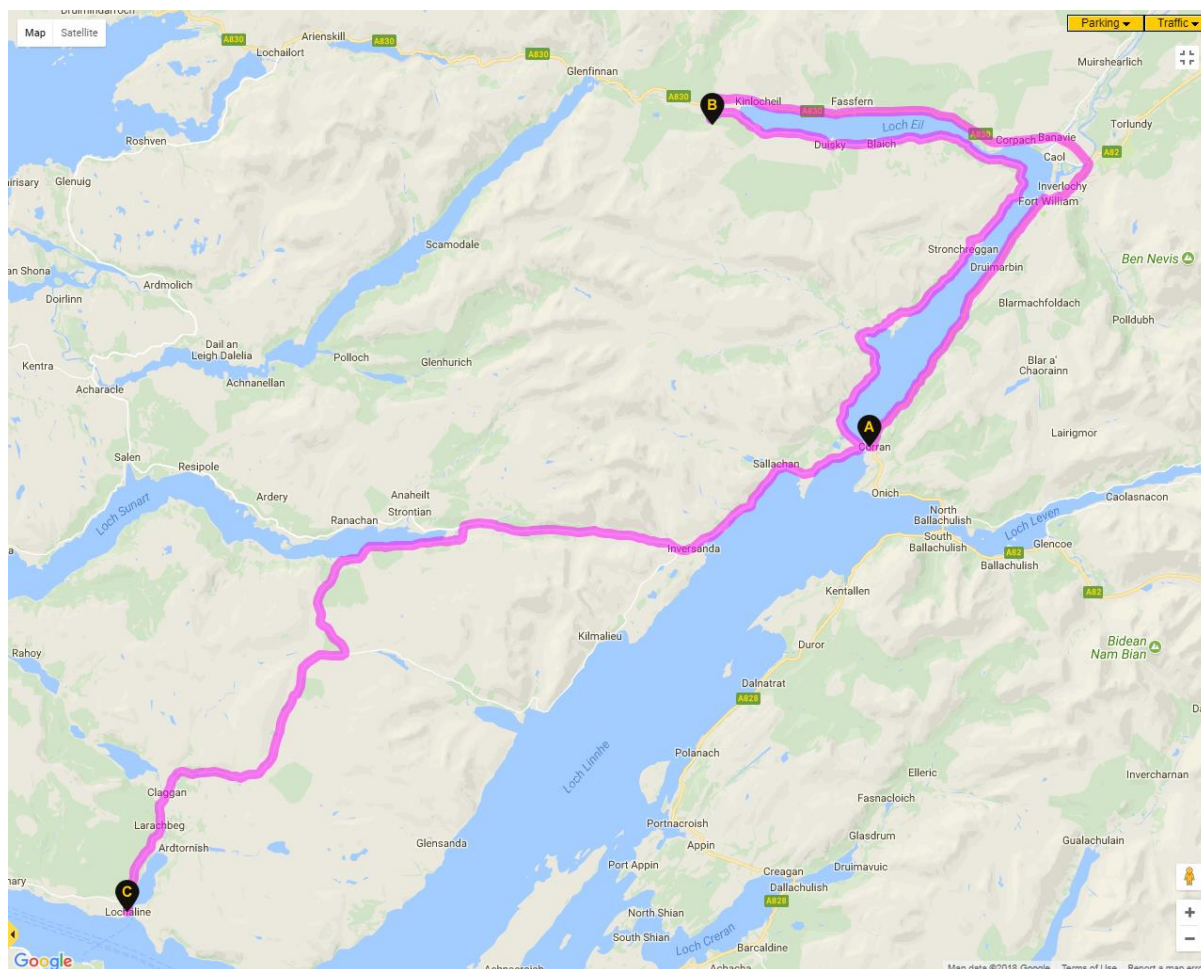 Map
Satellite
Parking
Traffic
A830
Lochailort
Arienskill
A830
A830
Glenfinnan
Muirshearlich
A830
B
Kinlocheil
A830
Fassfern
Loch Eil
Torlundy
Roshven
Duisky
Blaich
Corpach
Banavie
A82
Caol
Glenuig
Inverlochy
Fort William
Scamodale
Stronchreggan
Ben Nevis
Druimarbin
Ardmolich
Doirlinn
Blarmachfoldach
Polldubh
Dail an
Leigh Dalelia
Polloch
Glenhurich
Blar a'
Chaorainn
Kentra
Acharacle
Achnanellan
A
Corran
Lairigmor
Salen
Resipole
Sallachan
Onich
Caolasnacon
Loch Sunart
Ardery
Anaheilt
Strontian
Ranachan
North
Ballachulish
Loch Leven
South
Ballachulish
Glencoe
A82
Ballachulish
Inversanda
Kentallen
A82
Kilmalieu
Duror
Bidean
Nam Bian
Rahoy
Dalnatrat
A828
Loch Linnhe
Polanach
Elleric
Invercharnan
Claggan
Fasnacloich
Larachbeg
Portnacroish
Glasdrum
Gualachulain
Ardtornish
Glensanda
Appin
Port Appin
Creagan
Druimavuic
Dallachulish
C
Lochaline
North Shian
A828
South Shian
Loch Creran
Barcaldine
Google
Map data ©2018 Google
Terms of Use